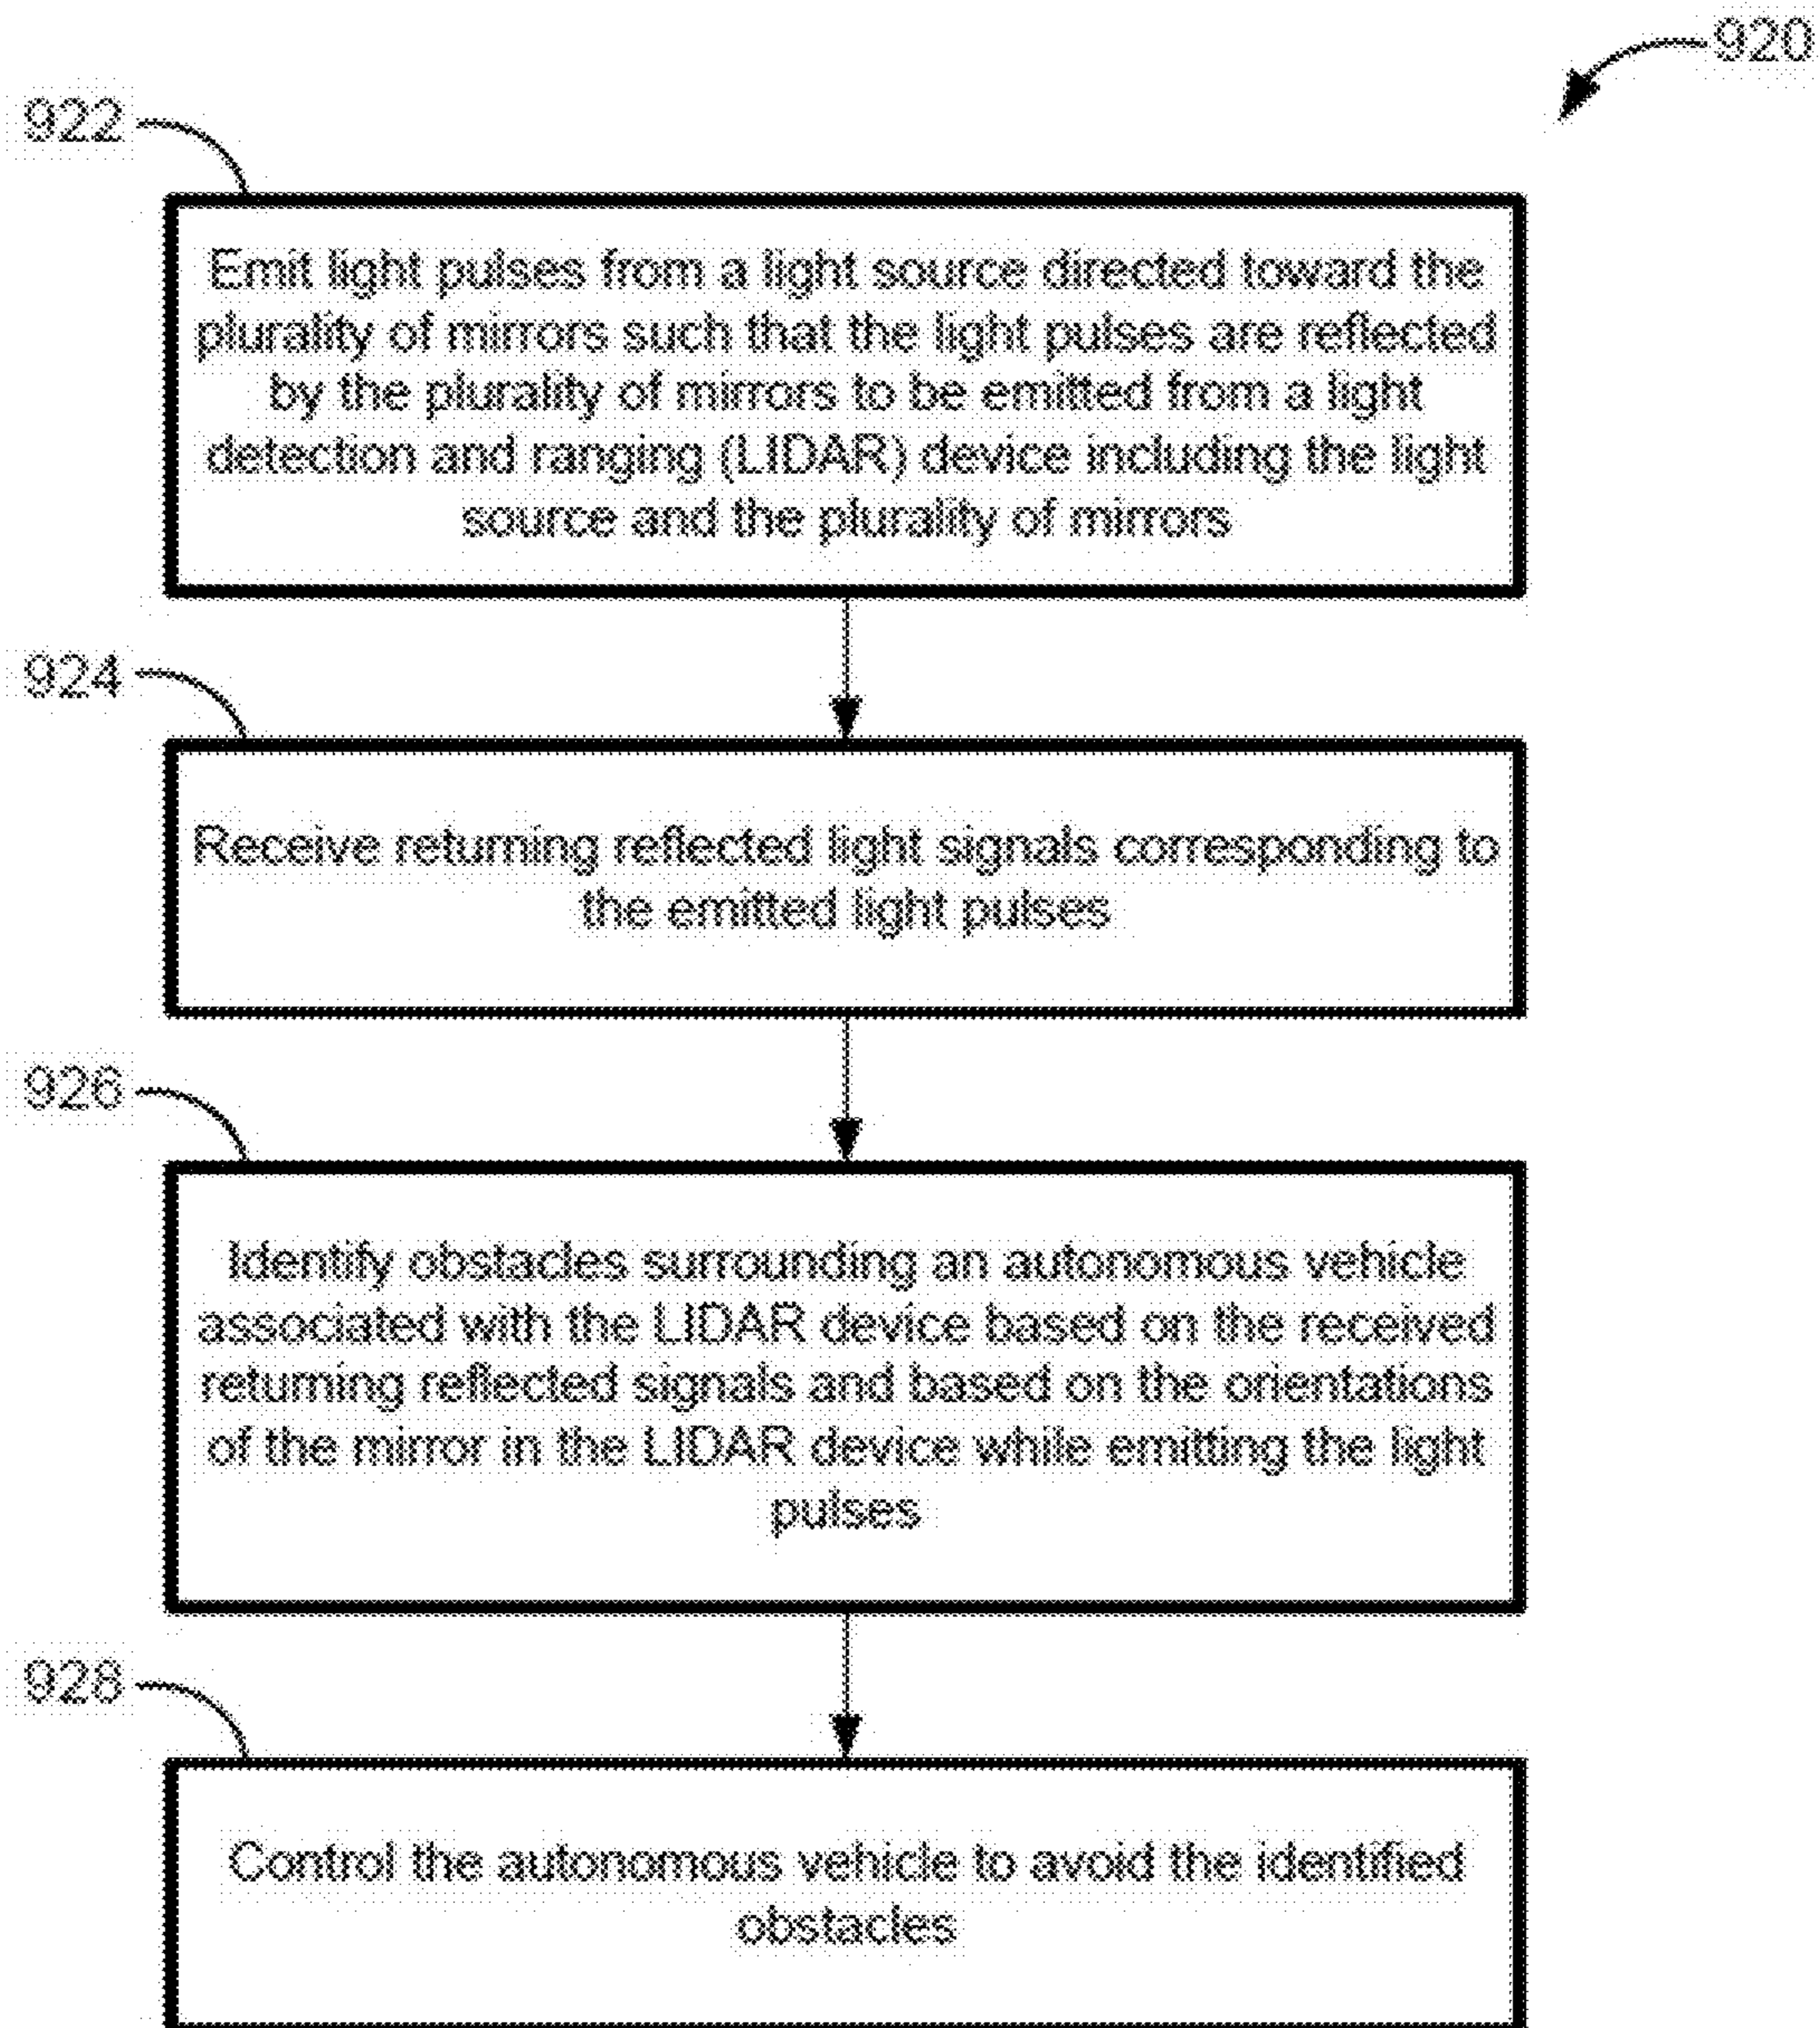 920
922
Emit light pulses from a light source directed toward the
plurality of mirrors such that the light pulses are reflected
by the plurality of mirrors to be emitted from a light
detection and ranging (LIDAR) device including the light
source and the plurality of mirrors
924
Receive returning reflected light signals corresponding to
the emitted light pulses
926
Identify obstacles surrounding an autonomous vehicle
associated with the LIDAR device based on the received
returning reflected signals and based on the orientations
of the mirror in the LIDAR device while emitting the light
pulses
928
Control the autonomous vehicle to avoid the identified
obstacles